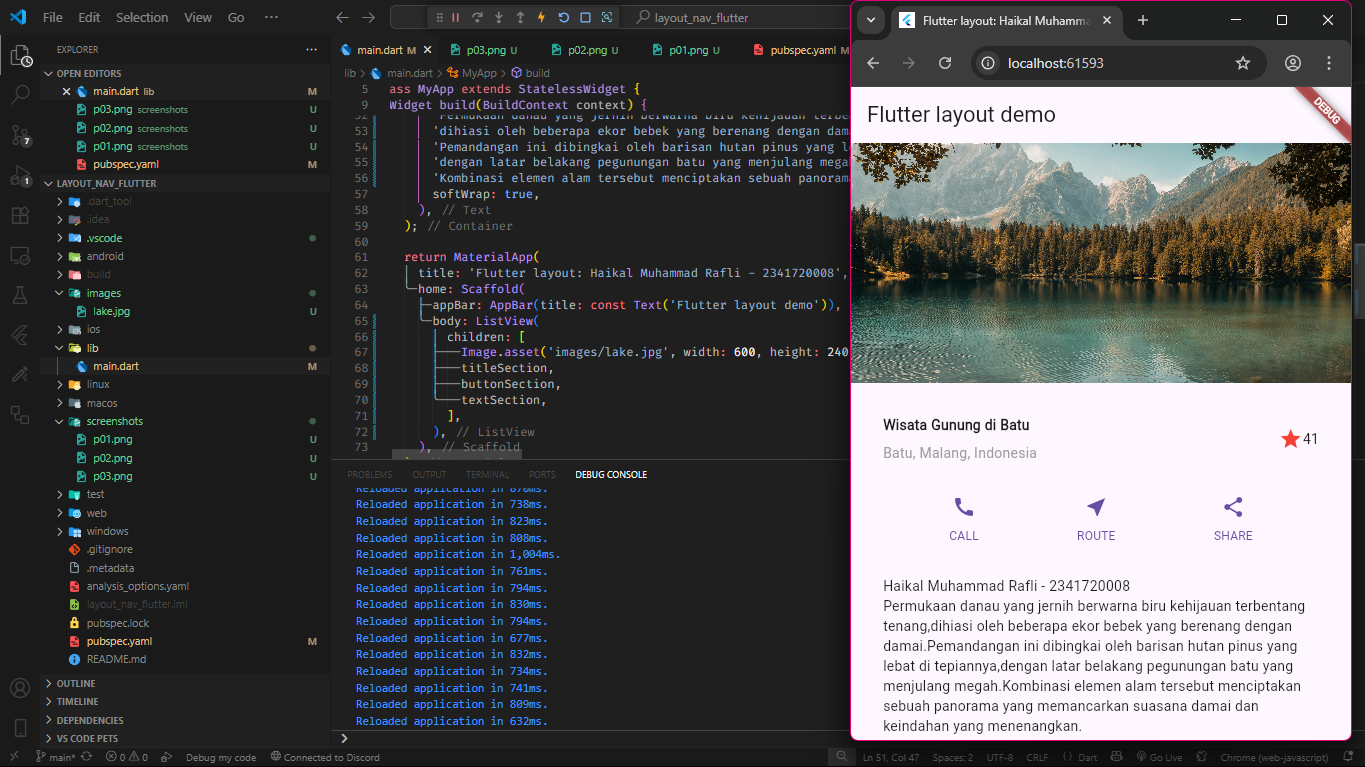 File Edit Selection View Go ···
layout_nav_flutter
EXPLORER
OPEN EDITORS
main.dart lib M
p03.png screenshots U
p02.png screenshots U
p01.png screenshots U
pubspec.yaml M
LAYOUT_NAV_FLUTTER
.dart_tool
.idea
.vscode
android
build
images
lake.jpg U
ios
lib
main.dart M
linux
macos
screenshots
p01.png U
p02.png U
p03.png U
test
web
windows
.gitignore
.metadata
analysis_options.yaml
layout_nav_flutter.iml
pubspec.lock
pubspec.yaml M
README.md
OUTLINE
TIMELINE
DEPENDENCIES
VS CODE PETS
7
1
main.dart M p03.png U p02.png U p01.png U pubspec.yaml M
lib > main.dart > MyApp > build
5 ass MyApp extends StatelessWidget {
9 Widget build(BuildContext context) {
52 'Permukaan danau yang jernih berwarna biru kehijauan terben
53 'dihiasi oleh beberapa ekor bebek yang berenang dengan dama
54 'Pemandangan ini dibingkai oleh barisan hutan pinus yang le
55 'dengan latar belakang pegunungan batu yang menjulang megah
56 'Kombinasi elemen alam tersebut menciptakan sebuah panorama
57 softWrap: true,
58 ), // Text
59 ); // Container
60
61 return MaterialApp(
62 title: 'Flutter layout: Haikal Muhammad Rafli - 2341720008',
63 home: Scaffold(
64 appBar: AppBar(title: const Text('Flutter layout demo')),
65 body: ListView(
66 children: [
67 Image.asset('images/lake.jpg', width: 600, height: 240
68 titleSection,
69 buttonSection,
70 textSection,
71 ],
72 ), // ListView
73 ), // Scaffold
PROBLEMS OUTPUT TERMINAL PORTS DEBUG CONSOLE
Reloaded application in 870ms.
Reloaded application in 738ms.
Reloaded application in 823ms.
Reloaded application in 808ms.
Reloaded application in 1,004ms.
Reloaded application in 761ms.
Reloaded application in 794ms.
Reloaded application in 830ms.
Reloaded application in 794ms.
Reloaded application in 677ms.
Reloaded application in 832ms.
Reloaded application in 734ms.
Reloaded application in 741ms.
Reloaded application in 809ms.
Reloaded application in 632ms.
Flutter layout: Haikal Muhamma
localhost:61593
Flutter layout demo
DEBUG
Wisata Gunung di Batu
Batu, Malang, Indonesia
41
CALL ROUTE SHARE
Haikal Muhammad Rafli - 2341720008
Permukaan danau yang jernih berwarna biru kehijauan terbentang
tenang,dihiasi oleh beberapa ekor bebek yang berenang dengan
damai.Pemandangan ini dibingkai oleh barisan hutan pinus yang
lebat di tepiannya,dengan latar belakang pegunungan batu yang
menjulang megah.Kombinasi elemen alam tersebut menciptakan
sebuah panorama yang memancarkan suasana damai dan
keindahan yang menenangkan.
main* 0 0 Debug my code Connected to Discord Ln 51, Col 47 Spaces: 2 UTF-8 CRLF { } Dart Go Live Chrome (web-javascript)